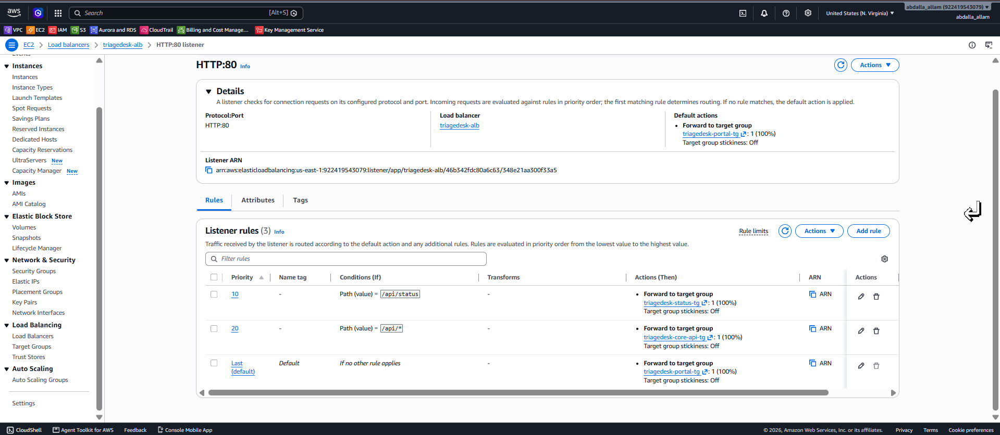 aws
Search [Alt+S]
United States (N. Virginia) ▼
abdalla_allam (922419543079) ▼
abdalla_allam
VPC EC2 IAM S3 Aurora and RDS CloudTrail Billing and Cost Manage... Key Management Service
EC2 > Load balancers > triagedesk-alb > HTTP:80 listener
Events
Instances
Instances
Instance Types
Launch Templates
Spot Requests
Savings Plans
Reserved Instances
Dedicated Hosts
Capacity Reservations
UltraServers New
Capacity Manager New
Images
AMIs
AMI Catalog
Elastic Block Store
Volumes
Snapshots
Lifecycle Manager
Network & Security
Security Groups
Elastic IPs
Placement Groups
Key Pairs
Network Interfaces
Load Balancing
Load Balancers
Target Groups
Trust Stores
Auto Scaling
Auto Scaling Groups
Settings
HTTP:80 Info
Actions ▼
Details
A listener checks for connection requests on its configured protocol and port. Incoming requests are evaluated against rules in priority order; the first matching rule determines routing. If no rule matches, the default action is applied.
Protocol:Port
HTTP:80
Load balancer
triagedesk-alb
Default actions
• Forward to target group
triagedesk-portal-tg : 1 (100%)
Target group stickiness: Off
Listener ARN
arn:aws:elasticloadbalancing:us-east-1:922419543079:listener/app/triagedesk-alb/46b342fdc80a6c63/348e21aa300f33a5
Rules Attributes Tags
Listener rules (3) Info
Rule limits Actions ▼ Add rule
Traffic received by the listener is routed according to the default action and any additional rules. Rules are evaluated in priority order from the lowest value to the highest value.
Filter rules
Priority Name tag Conditions (If) Transforms Actions (Then) ARN Actions
10 - Path (value) = /api/status - • Forward to target group ARN
triagedesk-status-tg : 1 (100%)
Target group stickiness: Off
20 - Path (value) = /api/* - • Forward to target group ARN
triagedesk-core-api-tg : 1 (100%)
Target group stickiness: Off
Last Default If no other rule applies - • Forward to target group ARN
(default) triagedesk-portal-tg : 1 (100%)
Target group stickiness: Off
CloudShell Agent Toolkit for AWS Feedback Console Mobile App
© 2026, Amazon Web Services, Inc. or its affiliates. Privacy Terms Cookie preferences